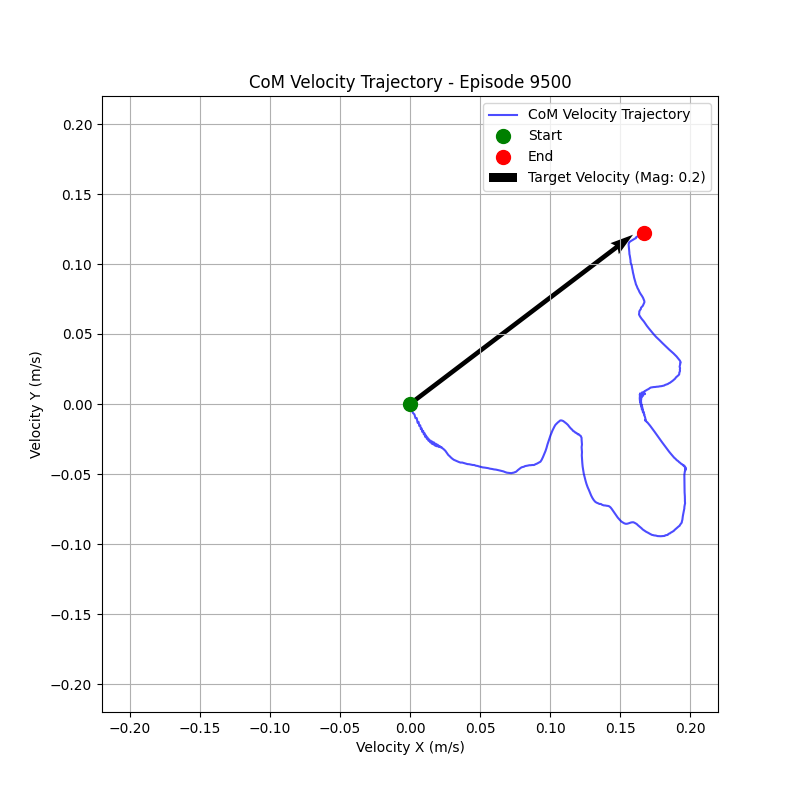 CoM Velocity Trajectory - Episode 9500
CoM Velocity Trajectory
Start
End
Target Velocity (Mag: 0.2)
0.20
0.15
0.10
0.05
0.00
−0.05
−0.10
−0.15
−0.20
Velocity Y (m/s)
−0.20 −0.15 −0.10 −0.05 0.00 0.05 0.10 0.15 0.20
Velocity X (m/s)